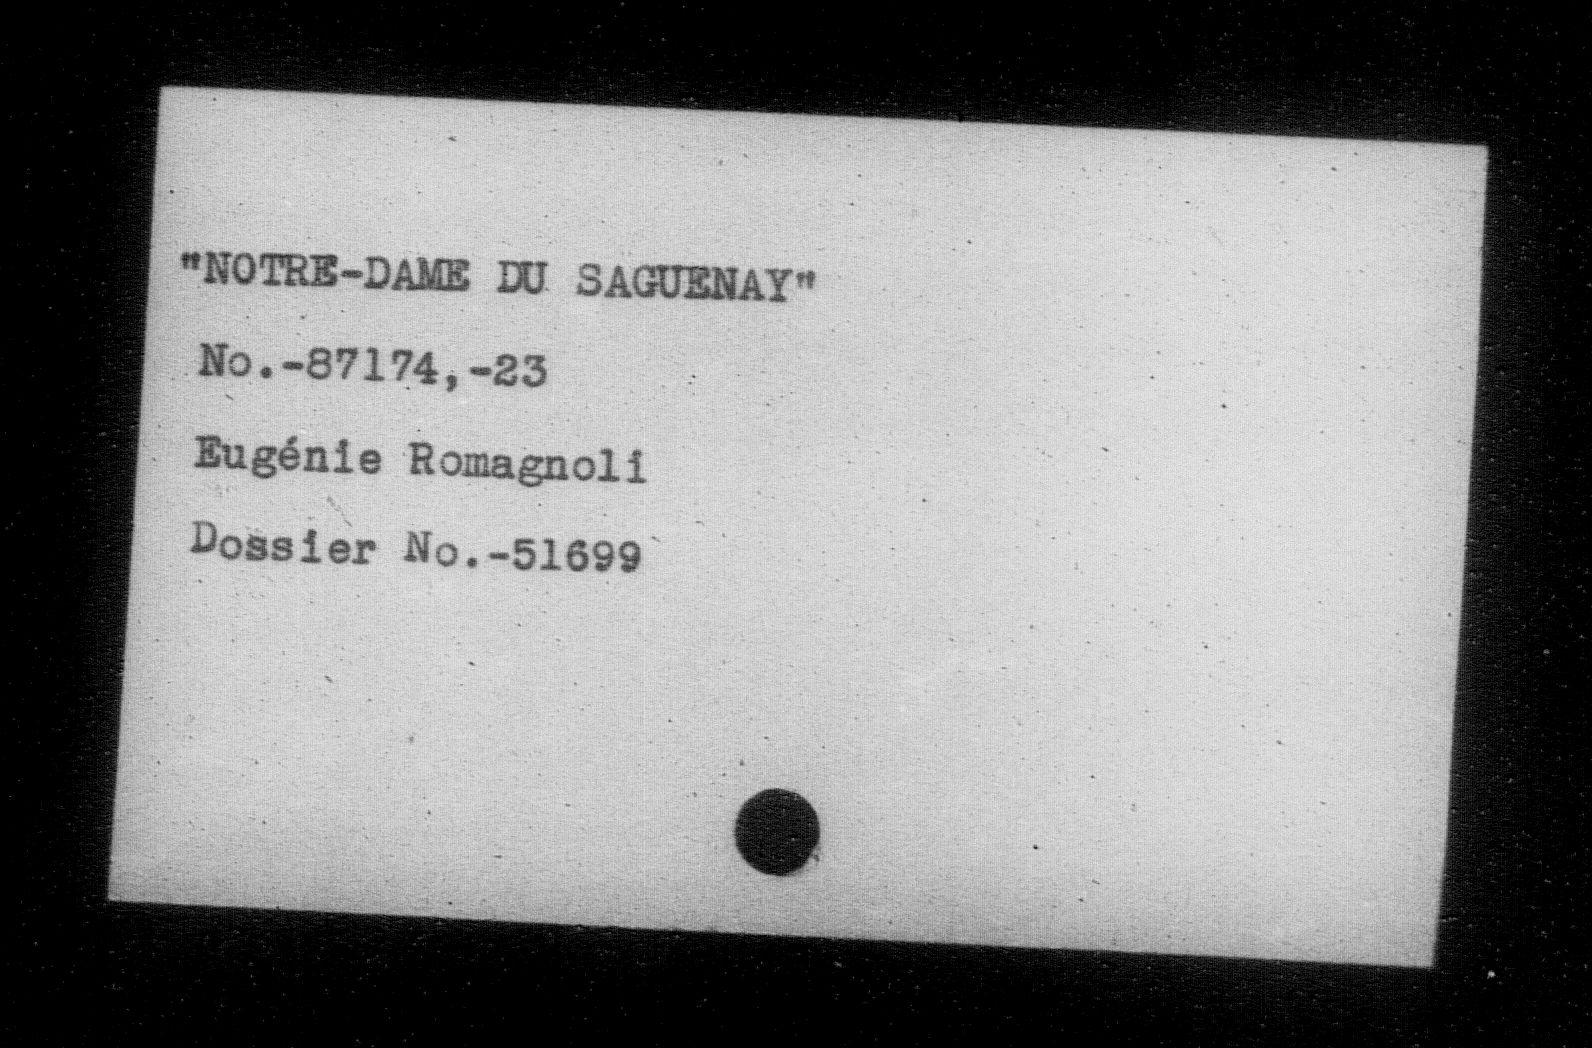 "NOTRE-DAME DU SAGUENAY"
No.-87174,-23
Eugénie Romagnoli
Dossier No.-51699